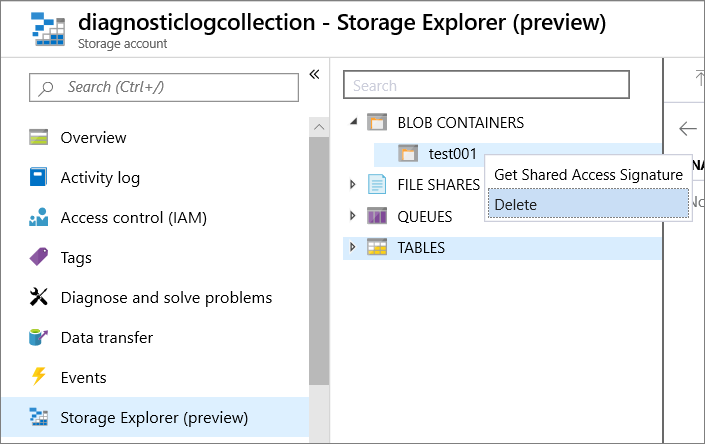 diagnosticlogcollection - Storage Explorer (preview)
Storage account
Search (Ctrl+/)
«
Overview
Activity log
Access control (IAM)
Tags
Diagnose and solve problems
Data transfer
Events
Storage Explorer (preview)
Search
BLOB CONTAINERS
test001
FILE SHARES
QUEUES
TABLES
Get Shared Access Signature
Delete